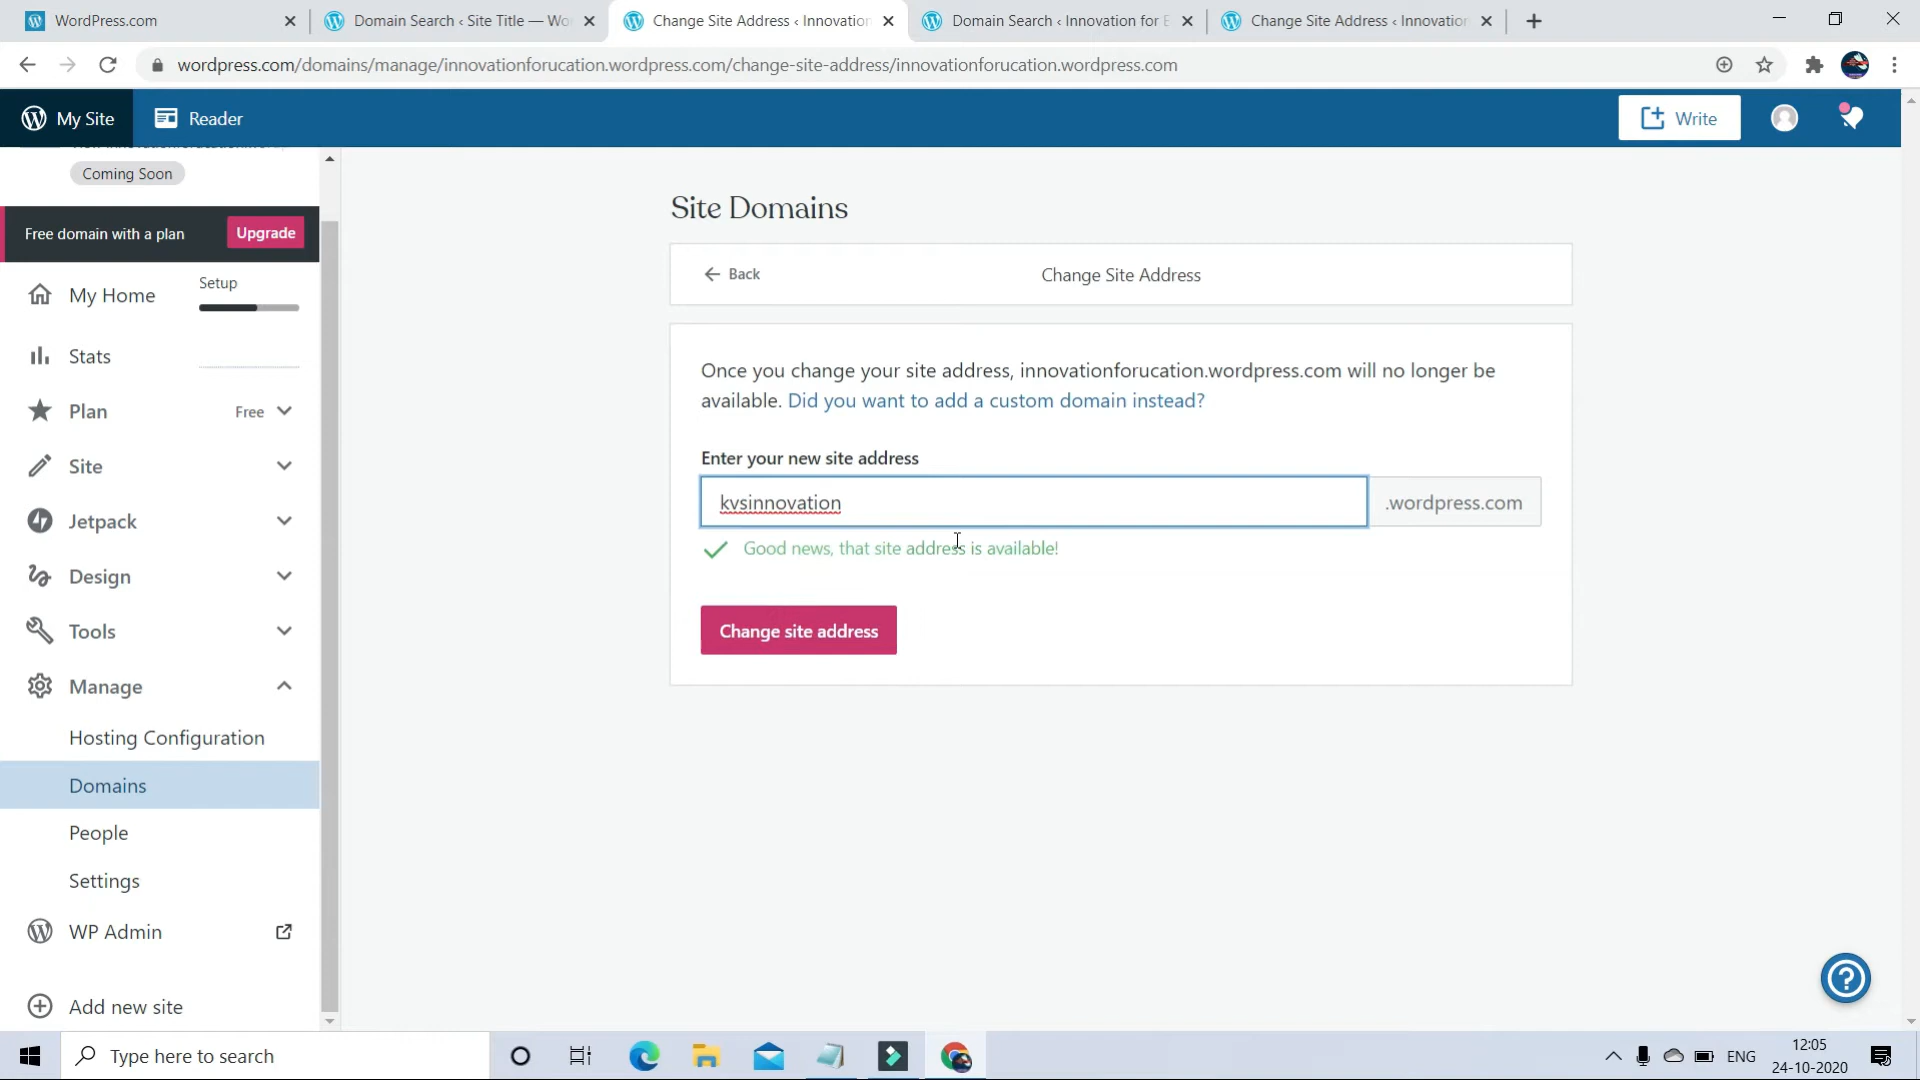 WordPress.com
Domain Search ‹ Site Title — Wo
Change Site Address ‹ Innovation
Domain Search ‹ Innovation for E
Change Site Address ‹ Innovation
wordpress.com/domains/manage/innovationforucation.wordpress.com/change-site-address/innovationforucation.wordpress.com
My Site
Reader
Write
Coming Soon
Free domain with a plan
Upgrade
My Home
Setup
Stats
Plan
Free
Site
Jetpack
Design
Tools
Manage
Hosting Configuration
Domains
People
Settings
WP Admin
Add new site
Site Domains
Back
Change Site Address
Once you change your site address, innovationforucation.wordpress.com will no longer be
available. Did you want to add a custom domain instead?
Enter your new site address
kvsinnovation
.wordpress.com
Good news, that site address is available!
Change site address
Type here to search
ENG
12:05
24-10-2020